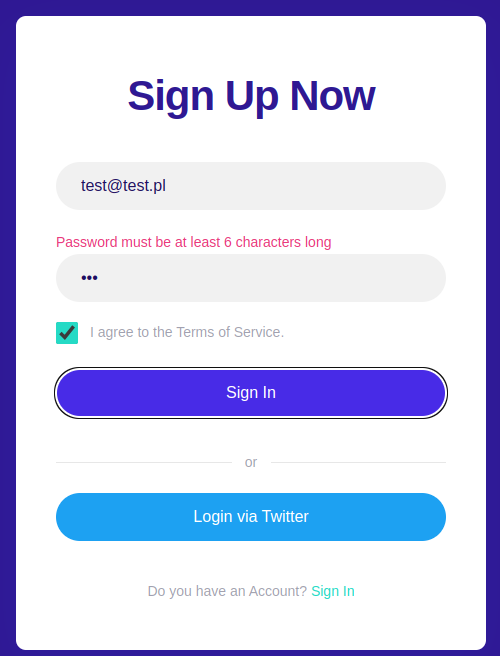 Sign Up Now
test@test.pl
Password must be at least 6 characters long
•••
I agree to the Terms of Service.
Sign In
or
Login via Twitter
Do you have an Account? Sign In